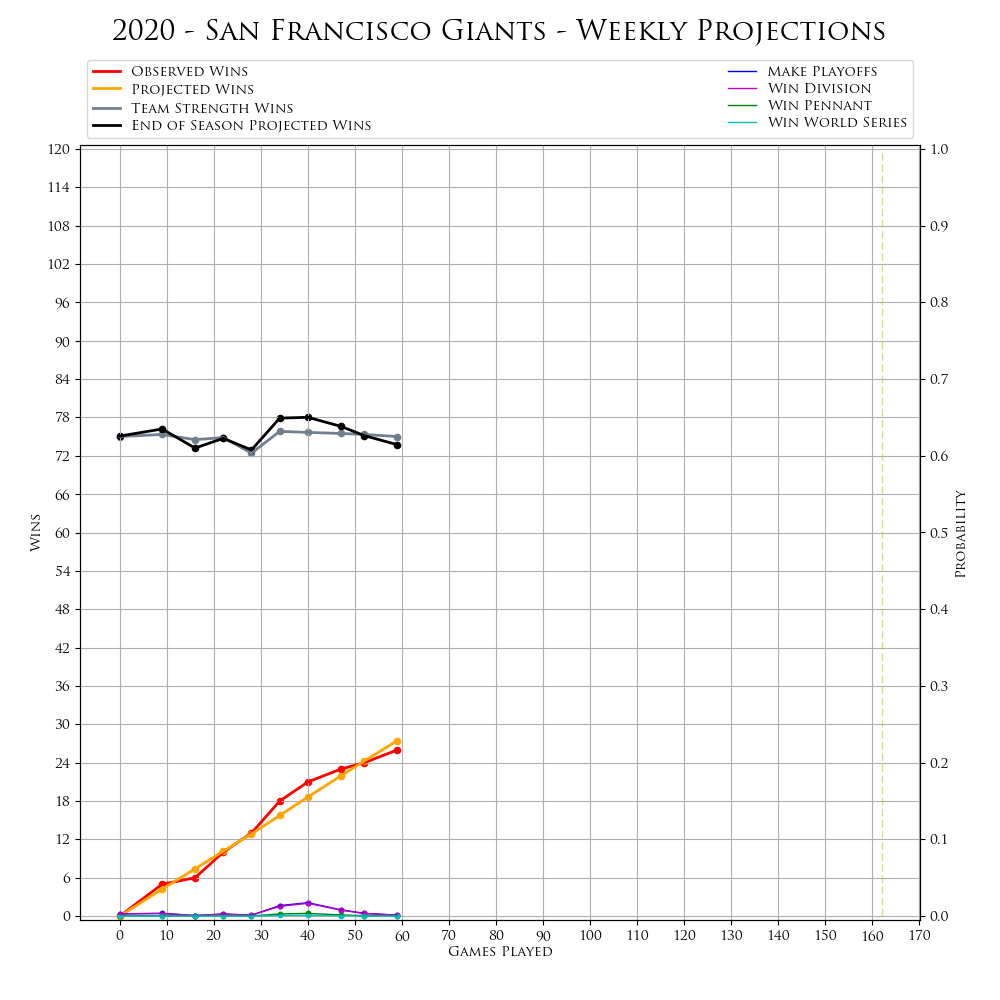 2020 - San Francisco Giants - Weekly Projections
Observed Wins
Projected Wins
Team Strength Wins
End of Season Projected Wins
Make Playoffs
Win Division
Win Pennant
Win World Series
120
114
108
102
96
90
84
78
72
66
60
54
48
42
36
30
24
18
12
6
0
Wins
1.0
0.9
0.8
0.7
0.6
0.5
0.4
0.3
0.2
0.1
0.0
Probability
0 10 20 30 40 50 60 70 80 90 100 110 120 130 140 150 160 170
Games Played